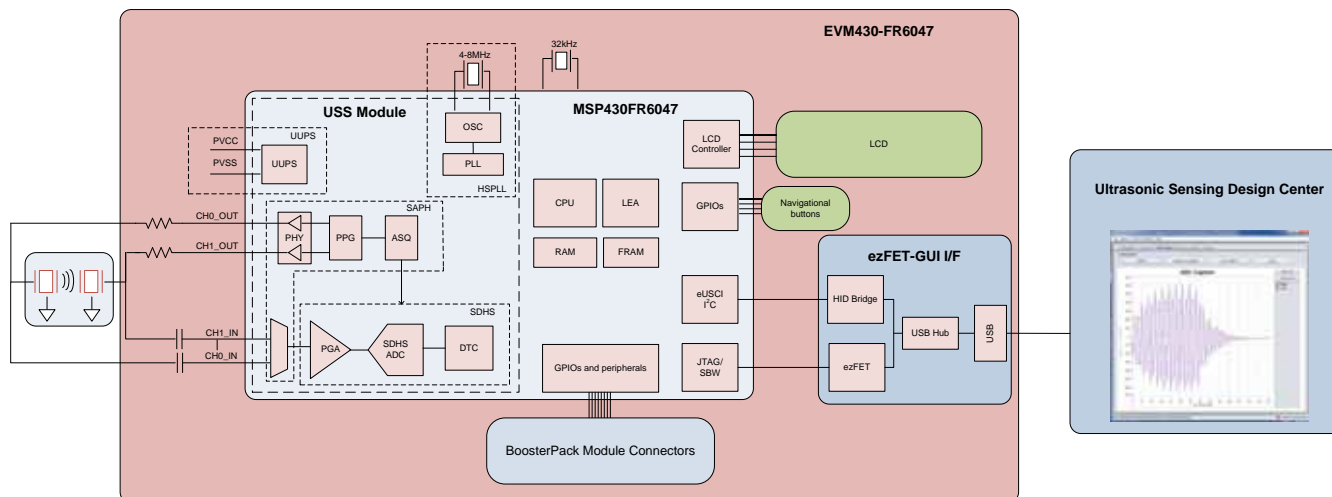 EVM430-FR6047
4-8MHz
32kHz
USS Module
MSP430FR6047
OSC
PLL
HSPLL
UUPS
PVCC
PVSS
UUPS
LCD
Controller
LCD
GPIOs
Navigational
buttons
CPU
LEA
RAM
FRAM
SAPH
CH0_OUT
CH1_OUT
PHY
PPG
ASQ
SDHS
CH1_IN
CH0_IN
PGA
SDHS
ADC
DTC
eUSCI
I²C
JTAG/
SBW
GPIOs and peripherals
BoosterPack Module Connectors
ezFET-GUI I/F
HID Bridge
ezFET
USB Hub
USB
Ultrasonic Sensing Design Center